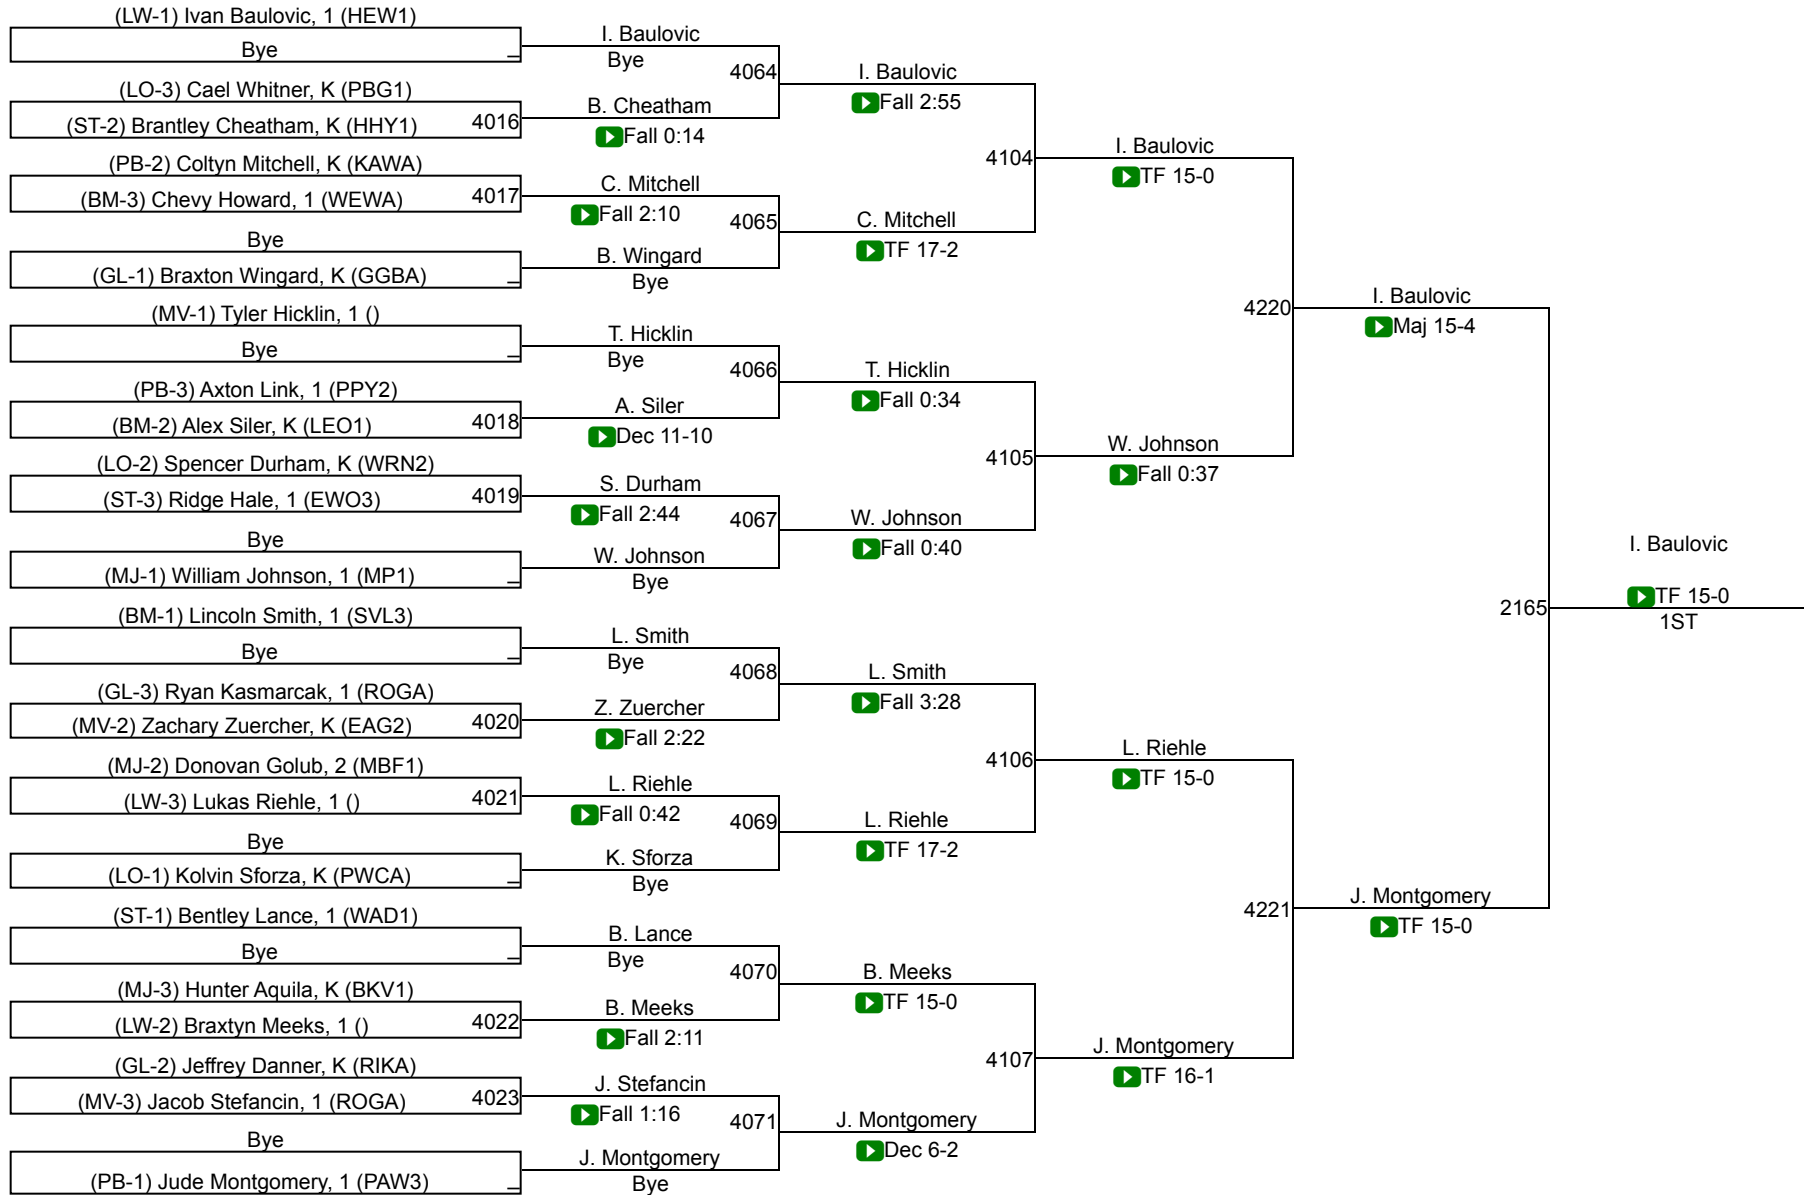 (LW-1) Ivan Baulovic, 1 (HEW1)
Bye
(LO-3) Cael Whitner, K (PBG1)
(ST-2) Brantley Cheatham, K (HHY1) 4016
(PB-2) Coltyn Mitchell, K (KAWA)
(BM-3) Chevy Howard, 1 (WEWA) 4017
Bye
(GL-1) Braxton Wingard, K (GGBA)
(MV-1) Tyler Hicklin, 1 ()
Bye
(PB-3) Axton Link, 1 (PPY2)
(BM-2) Alex Siler, K (LEO1) 4018
(LO-2) Spencer Durham, K (WRN2)
(ST-3) Ridge Hale, 1 (EWO3) 4019
Bye
(MJ-1) William Johnson, 1 (MP1)
(BM-1) Lincoln Smith, 1 (SVL3)
Bye
(GL-3) Ryan Kasmarcak, 1 (ROGA)
(MV-2) Zachary Zuercher, K (EAG2) 4020
(MJ-2) Donovan Golub, 2 (MBF1)
(LW-3) Lukas Riehle, 1 () 4021
Bye
(LO-1) Kolvin Sforza, K (PWCA)
(ST-1) Bentley Lance, 1 (WAD1)
Bye
(MJ-3) Hunter Aquila, K (BKV1)
(LW-2) Braxtyn Meeks, 1 () 4022
(GL-2) Jeffrey Danner, K (RIKA)
(MV-3) Jacob Stefancin, 1 (ROGA) 4023
Bye
(PB-1) Jude Montgomery, 1 (PAW3)
I. Baulovic
Bye
4064
B. Cheatham
Fall 0:14
C. Mitchell
Fall 2:10
4065
B. Wingard
Bye
T. Hicklin
Bye
4066
A. Siler
Dec 11-10
S. Durham
Fall 2:44
4067
W. Johnson
Bye
L. Smith
Bye
4068
Z. Zuercher
Fall 2:22
L. Riehle
Fall 0:42
4069
K. Sforza
Bye
B. Lance
Bye
4070
B. Meeks
Fall 2:11
J. Stefancin
Fall 1:16
4071
J. Montgomery
Bye
I. Baulovic
Fall 2:55
4104
C. Mitchell
TF 17-2
T. Hicklin
Fall 0:34
4105
W. Johnson
Fall 0:40
L. Smith
Fall 3:28
4106
L. Riehle
TF 17-2
B. Meeks
TF 15-0
4107
J. Montgomery
Dec 6-2
I. Baulovic
TF 15-0
4220
W. Johnson
Fall 0:37
L. Riehle
TF 15-0
4221
J. Montgomery
TF 16-1
I. Baulovic
Maj 15-4
2165
J. Montgomery
TF 15-0
I. Baulovic
TF 15-0
1ST